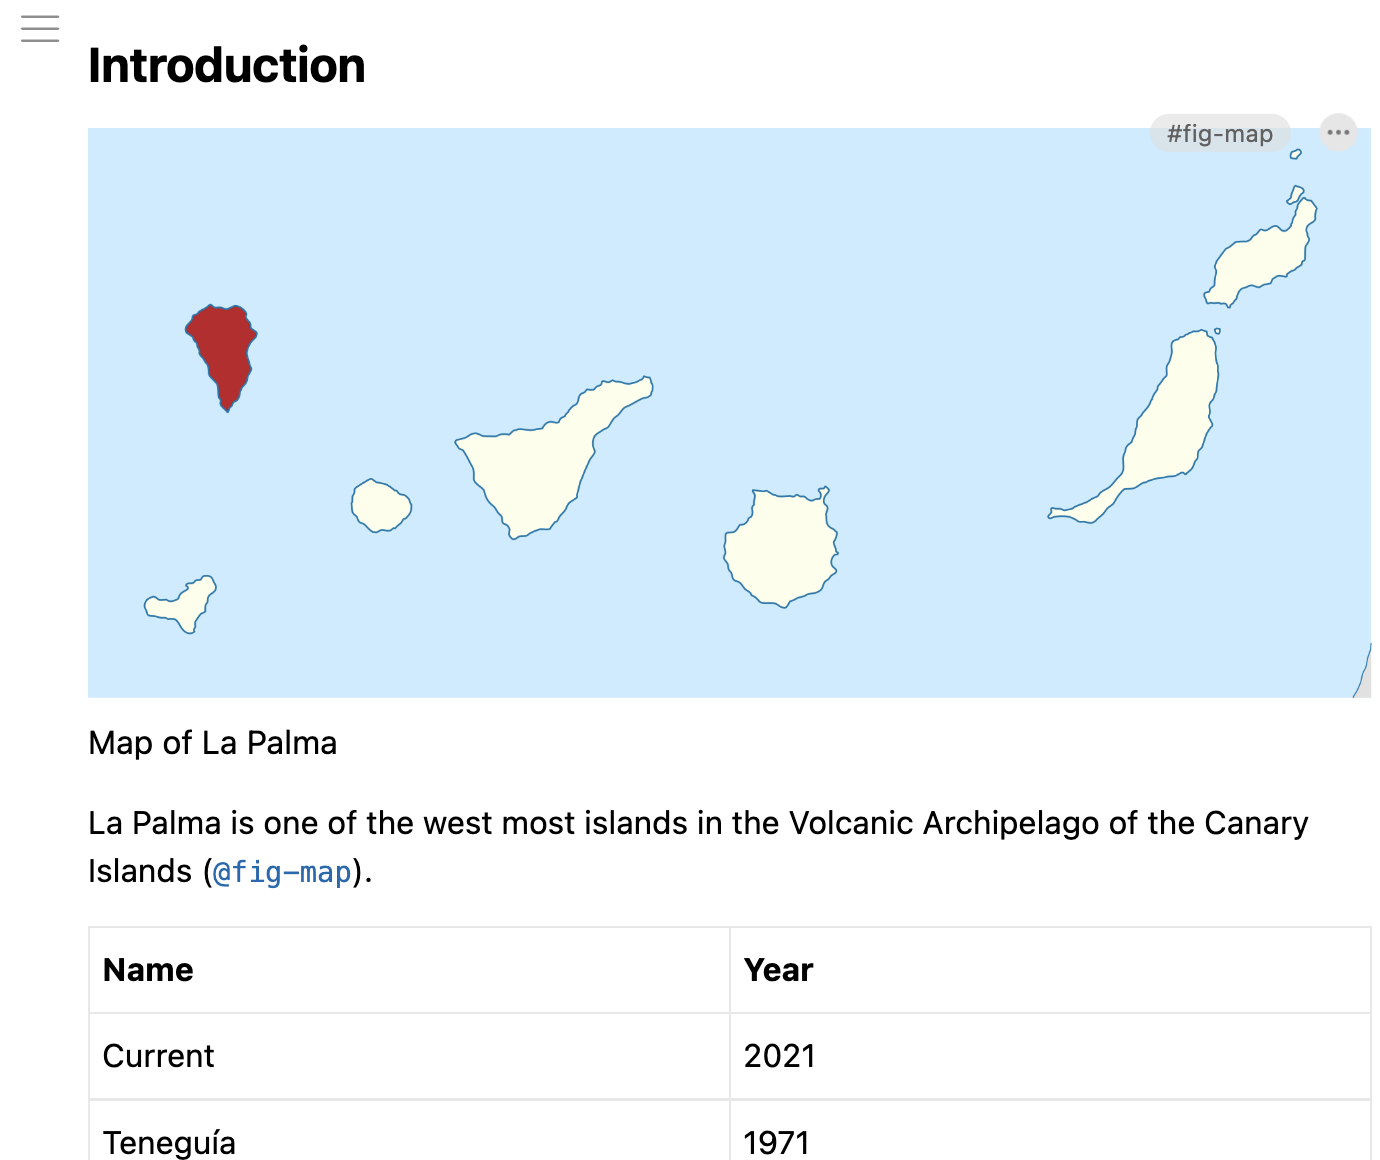 Introduction
#fig-map
Map of La Palma
La Palma is one of the west most islands in the Volcanic Archipelago of the Canary
Islands (@fig-map).
Name Year
Current 2021
Teneguía 1971